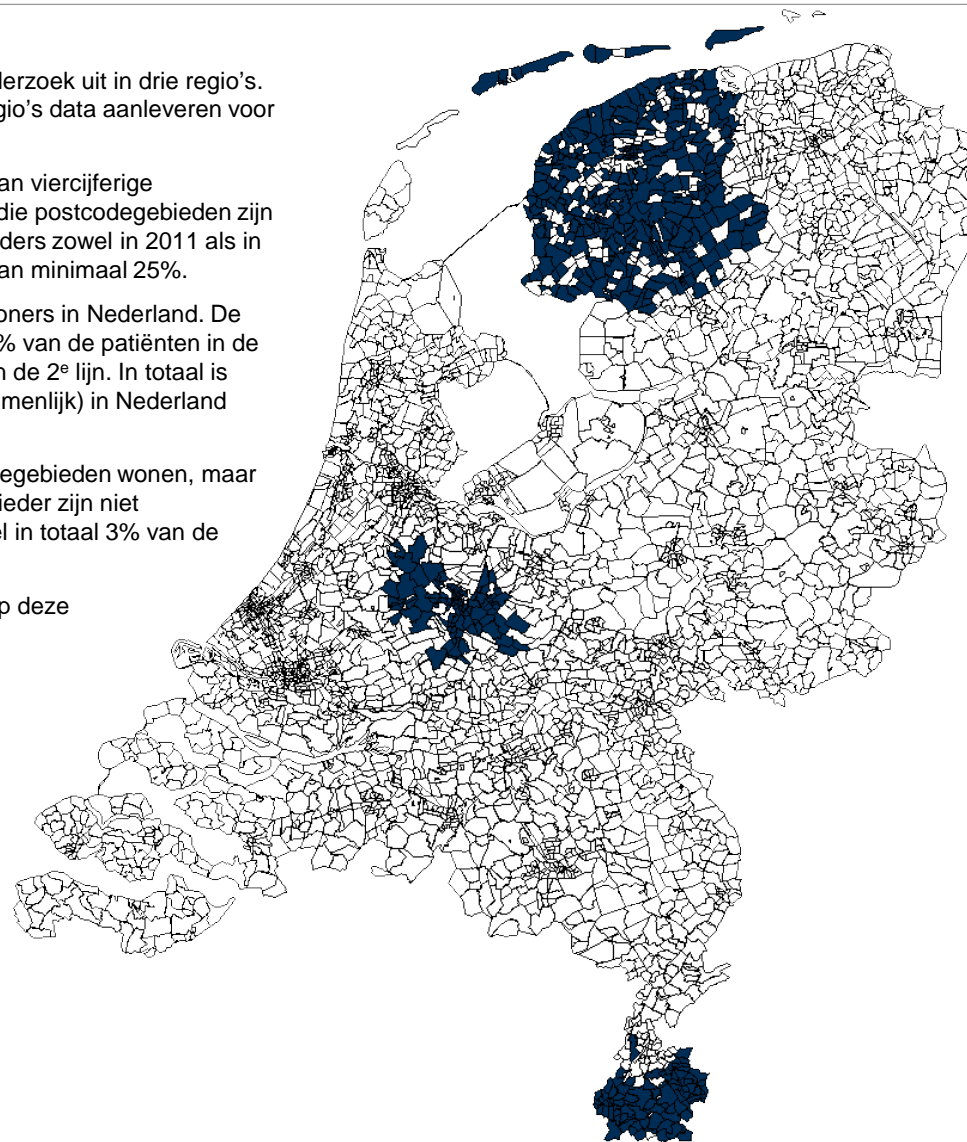 derzoek uit in drie regio's.
gio's data aanleveren voor
an viercijferige
die postcodegebieden zijn
ders zowel in 2011 als in
an minimaal 25%.
oners in Nederland. De
% van de patiënten in de
n de 2e lijn. In totaal is
menlijk) in Nederland
egebieden wonen, maar
ieder zijn niet
el in totaal 3% van de
p deze